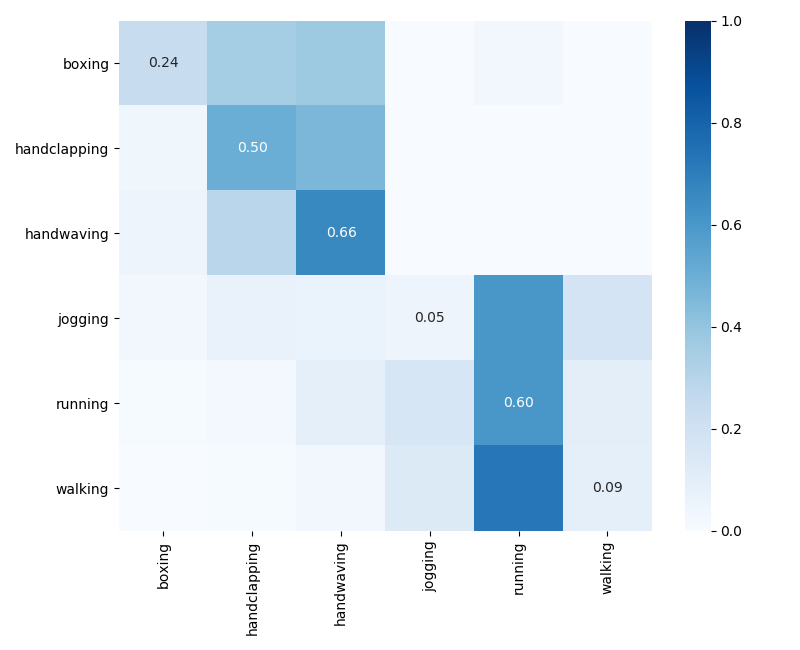 boxing 0.24
handclapping 0.50
handwaving 0.66
jogging 0.05
running 0.60
walking 0.09
boxing handclapping handwaving jogging running walking
1.0
0.8
0.6
0.4
0.2
0.0